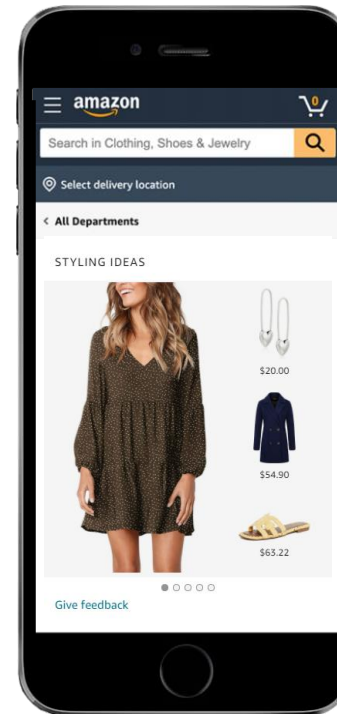 amazon
0
Search in Clothing, Shoes & Jewelry
Select delivery location
< All Departments
STYLING IDEAS
$20.00
$54.90
$63.22
Give feedback